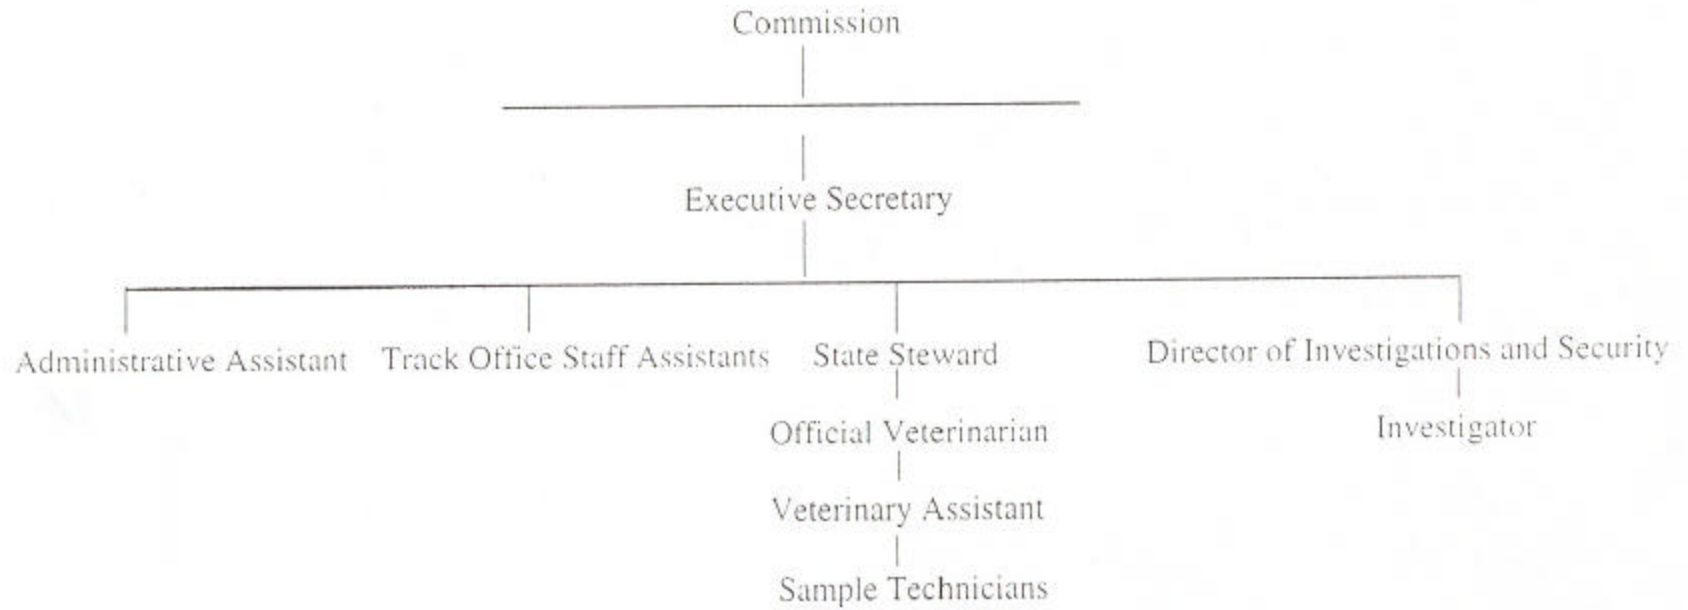 Commission
Executive Secretary
Administrative Assistant
Track Office Staff Assistants
State Steward
Director of Investigations and Security
Official Veterinarian
Investigator
Veterinary Assistant
Sample Technicians